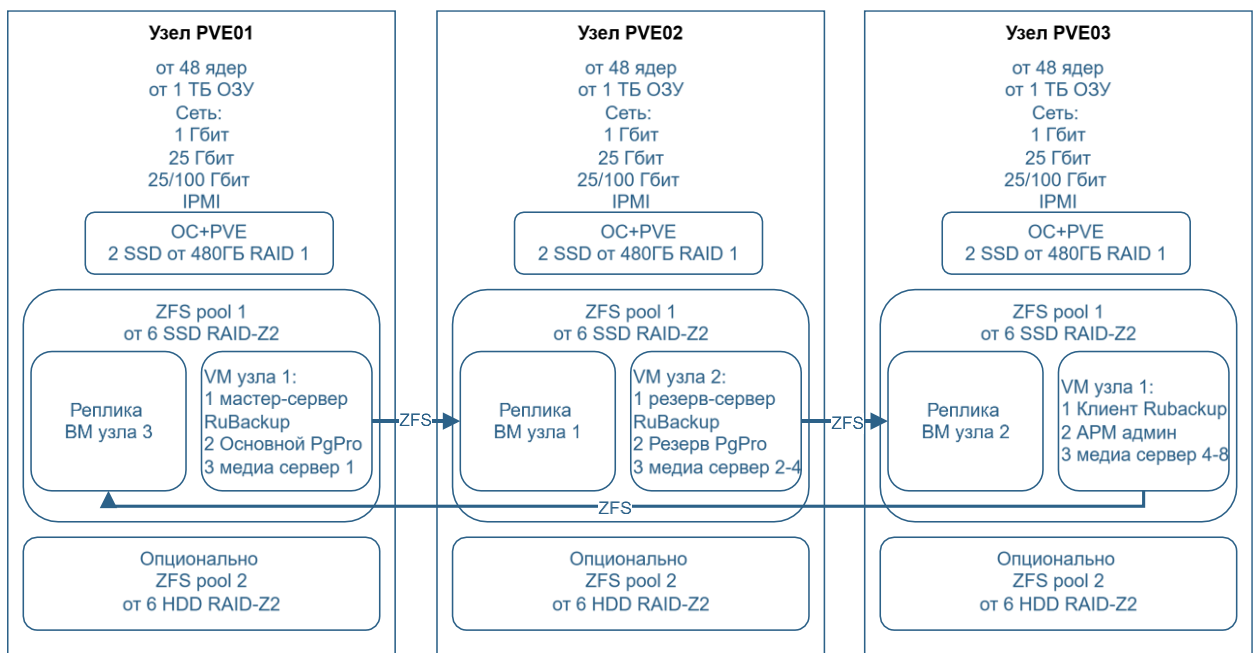 Узел PVE01
от 48 ядер
от 1 ТБ ОЗУ
Сеть:
1 Гбит
25 Гбит
25/100 Гбит
IPMI
ОС+PVE
2 SSD от 480ГБ RAID 1
ZFS pool 1
от 6 SSD RAID-Z2
Реплика
ВМ узла 3
VM узла 1:
1 мастер-сервер
RuBackup
2 Основной PgPro
3 медиа сервер 1
Опционально
ZFS pool 2
от 6 HDD RAID-Z2
ZFS
Узел PVE02
от 48 ядер
от 1 ТБ ОЗУ
Сеть:
1 Гбит
25 Гбит
25/100 Гбит
IPMI
ОС+PVE
2 SSD от 480ГБ RAID 1
ZFS pool 1
от 6 SSD RAID-Z2
Реплика
ВМ узла 1
VM узла 2:
1 резерв-сервер
RuBackup
2 Резерв PgPro
3 медиа сервер 2-4
ZFS
Опционально
ZFS pool 2
от 6 HDD RAID-Z2
ZFS
Узел PVE03
от 48 ядер
от 1 ТБ ОЗУ
Сеть:
1 Гбит
25 Гбит
25/100 Гбит
IPMI
ОС+PVE
2 SSD от 480ГБ RAID 1
ZFS pool 1
от 6 SSD RAID-Z2
Реплика
ВМ узла 2
VM узла 1:
1 Клиент Rubackup
2 АРМ админ
3 медиа сервер 4-8
Опционально
ZFS pool 2
от 6 HDD RAID-Z2